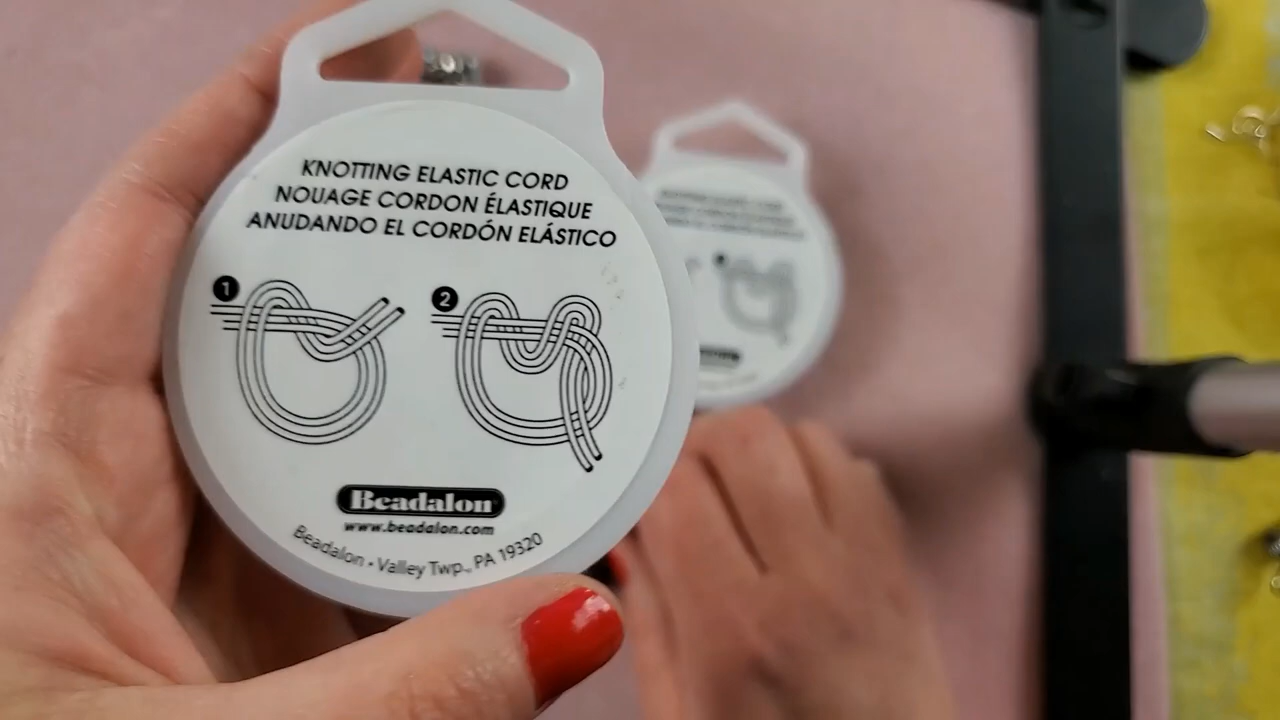 KNOTTING ELASTIC CORD
NOUAGE CORDON ÉLASTIQUE
ANUDANDO EL CORDÓN ELÁSTICO
1
2
Beadalon
www.beadalon.com
Beadalon • Valley Twp., PA 19320